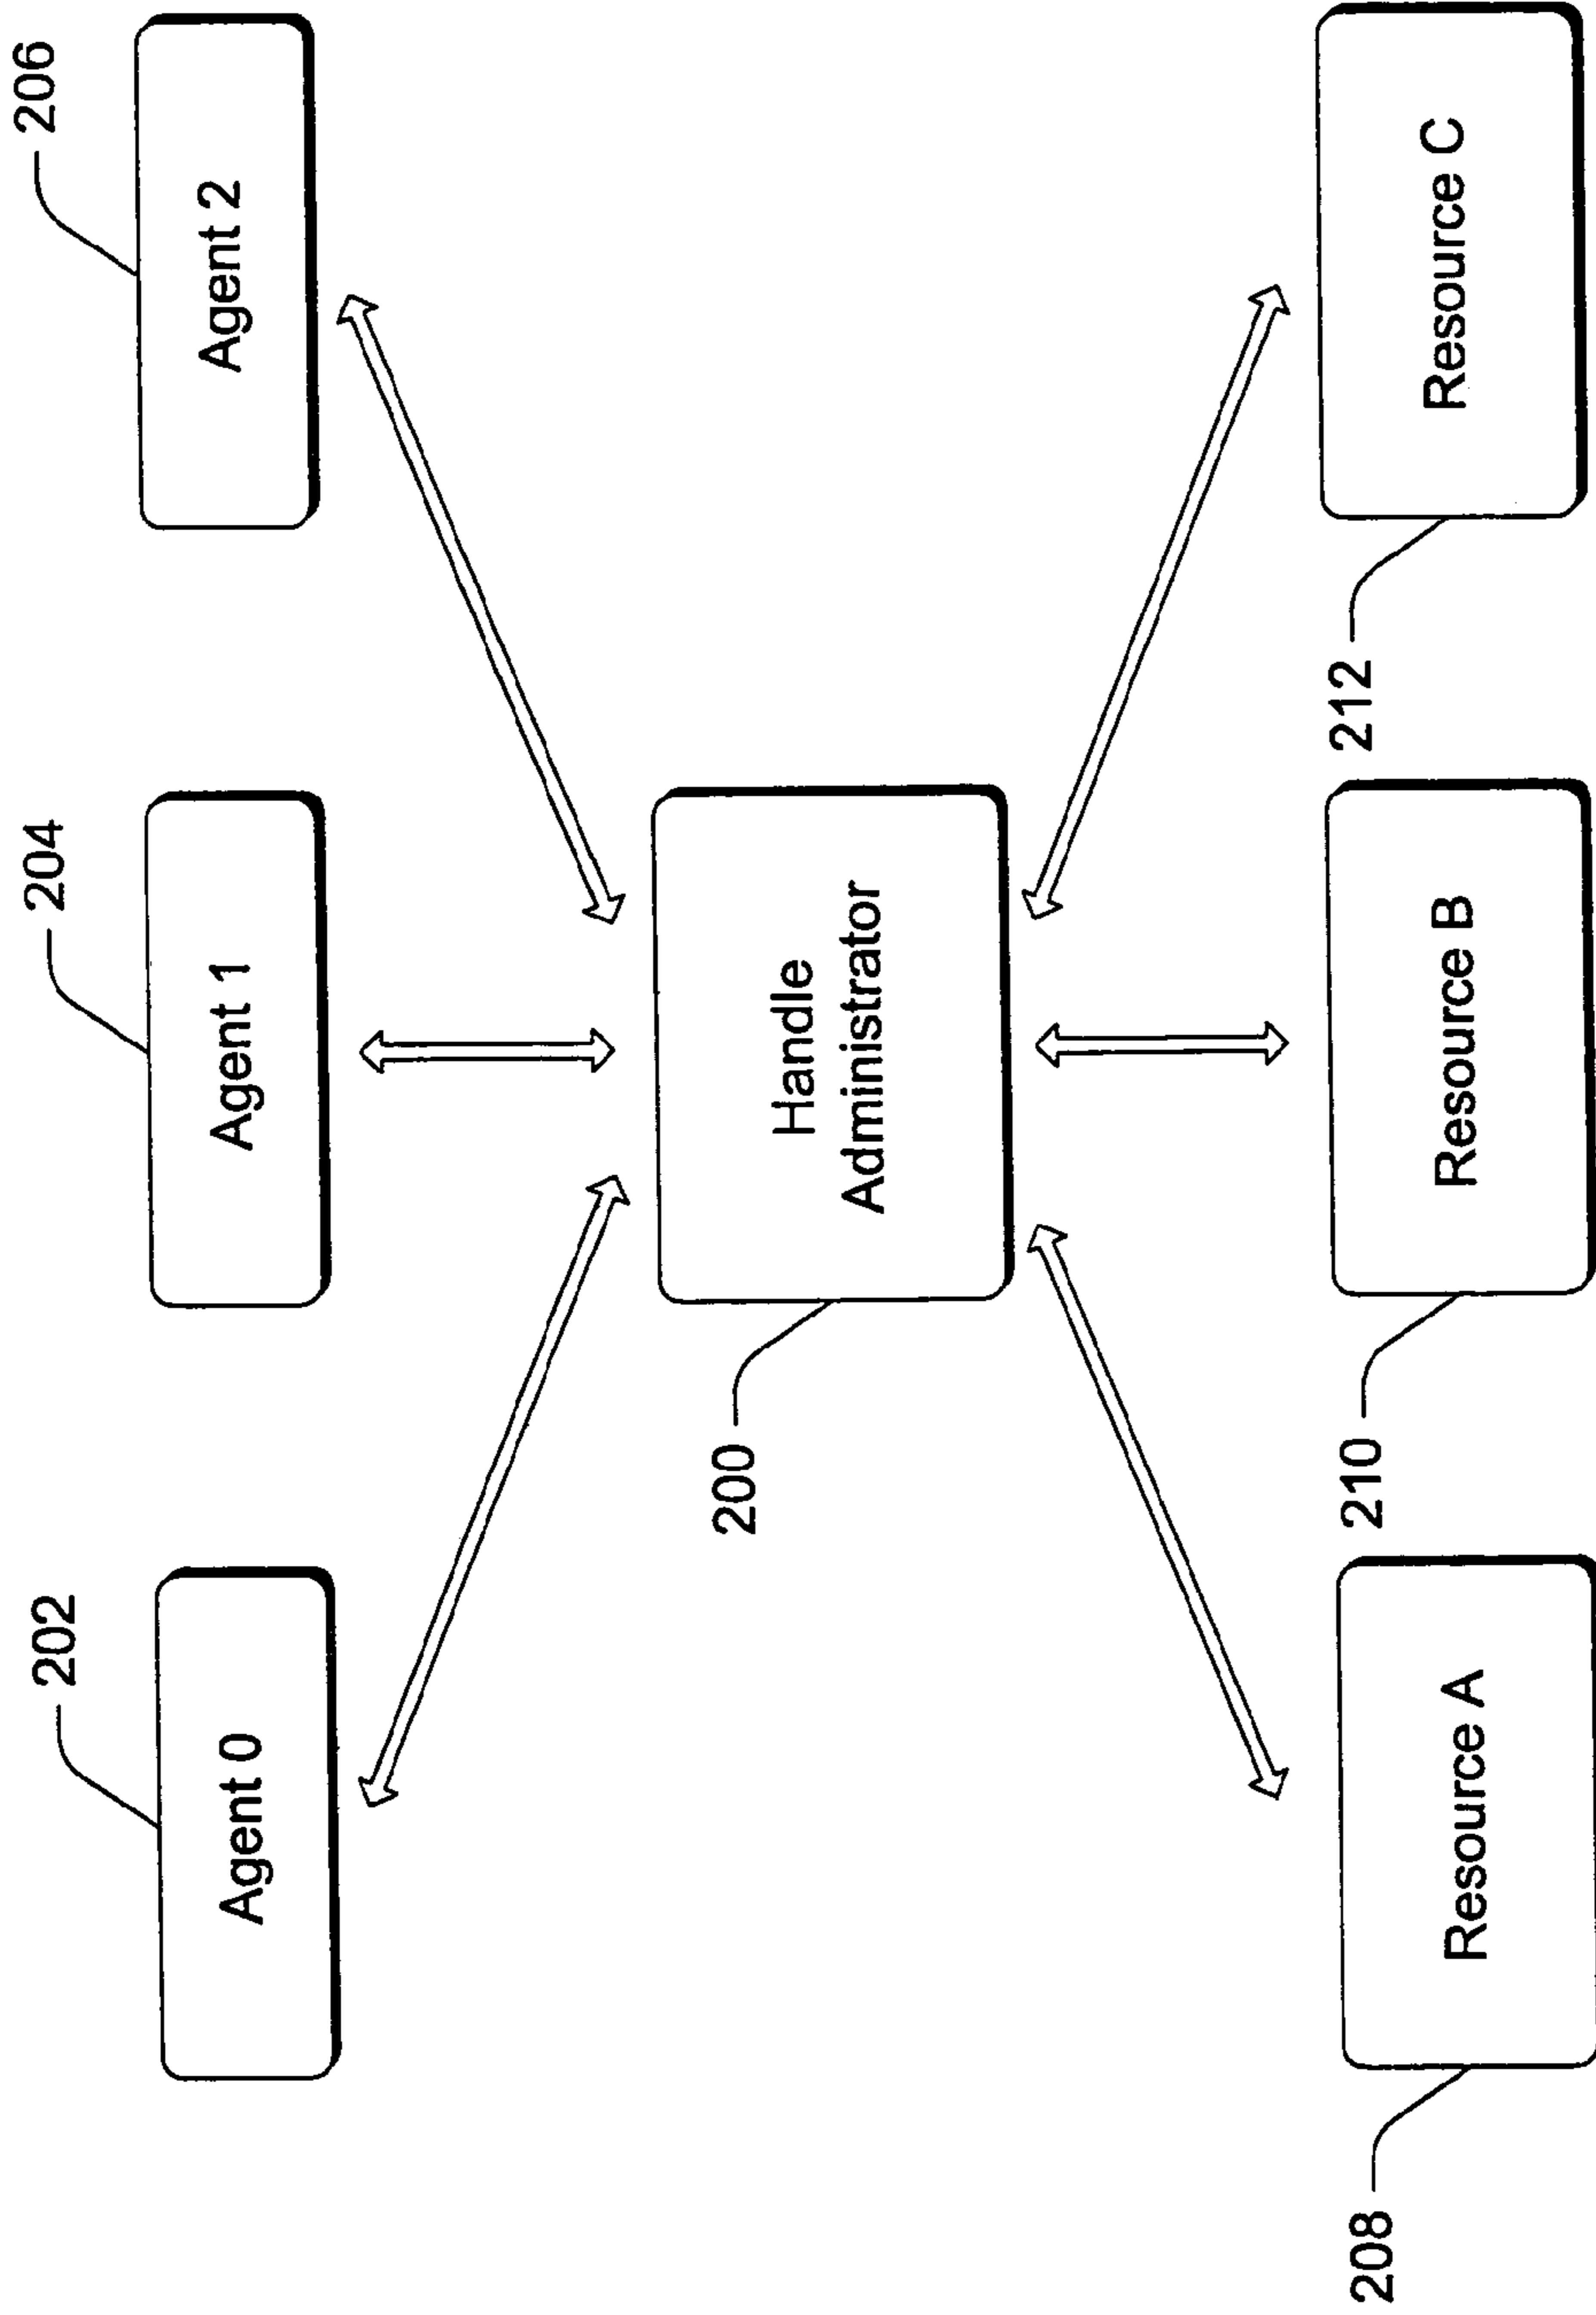 202
204
206
Agent 0
Agent 1
Agent 2
200
Handle
Administrator
208
Resource A
210
Resource B
212
Resource C